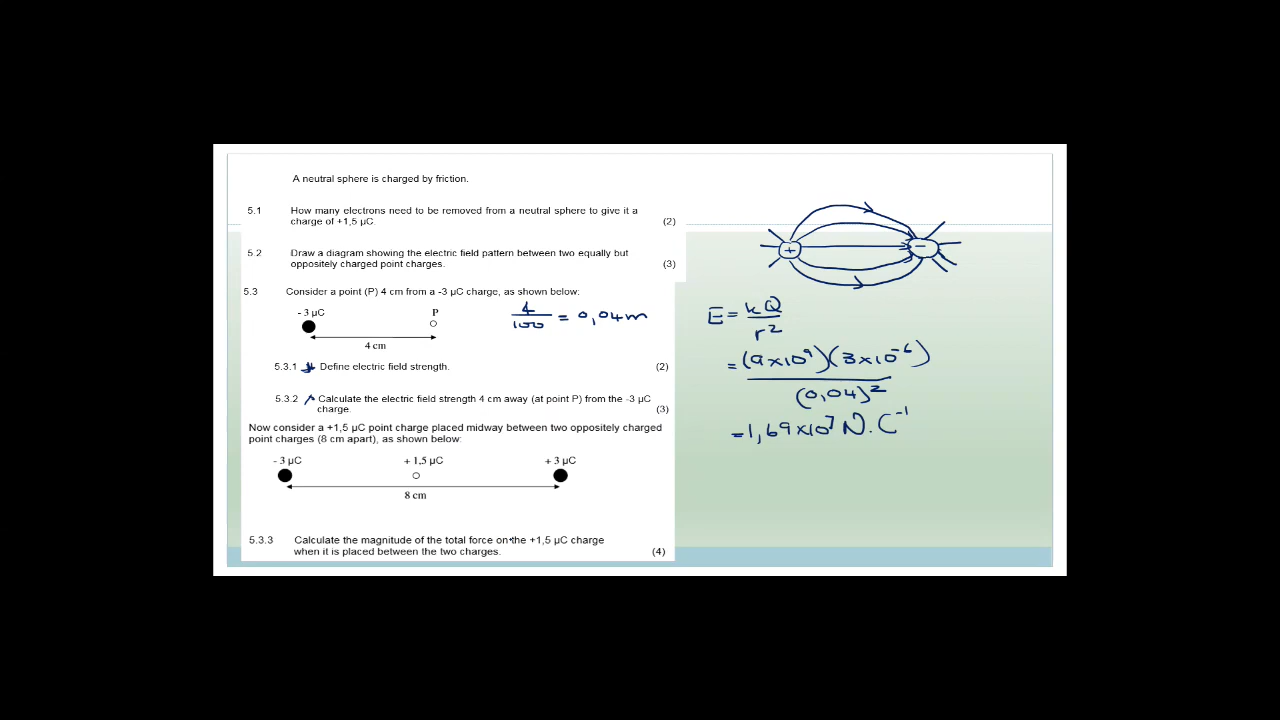 A neutral sphere is charged by friction.
5.1 How many electrons need to be removed from a neutral sphere to give it a
charge of +1,5 µC. (2)
5.2 Draw a diagram showing the electric field pattern between two equally but
oppositely charged point charges. (3)
5.3 Consider a point (P) 4 cm from a -3 µC charge, as shown below:
- 3 µC P
4 cm
4/100 = 0,04m
5.3.1 Define electric field strength. (2)
5.3.2 Calculate the electric field strength 4 cm away (at point P) from the -3 µC
charge. (3)
Now consider a +1,5 µC point charge placed midway between two oppositely charged
point charges (8 cm apart), as shown below:
- 3 µC + 1,5 µC + 3 µC
8 cm
5.3.3 Calculate the magnitude of the total force on the +1,5 µC charge
when it is placed between the two charges. (4)
+ -
E = kQ
r²
= (9×10⁹)(3×10⁻⁶)
(0,04)²
= 1,69×10⁷ N.C⁻¹